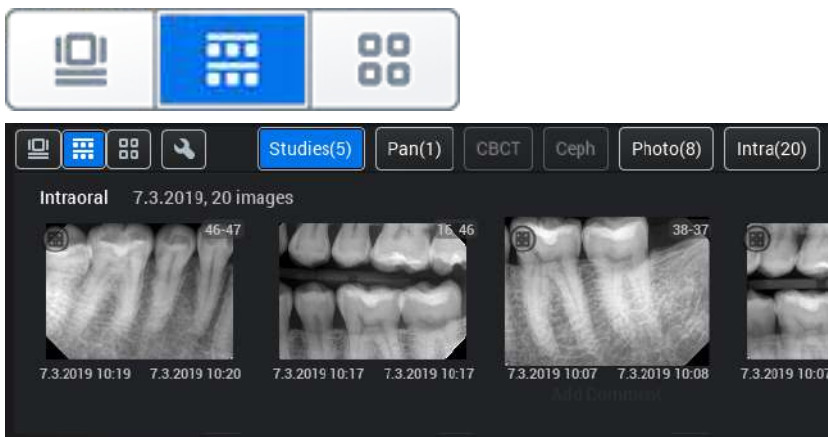 Studies(5) Pan(1) CBCT Ceph Photo(8) Intra(20)
Intraoral 7.3.2019, 20 images
46-47 16, 46 38-37
7.3.2019 10:19 7.3.2019 10:20 7.3.2019 10:17 7.3.2019 10:17 7.3.2019 10:07 7.3.2019 10:08 7.3.2019 10:07
Add Comment